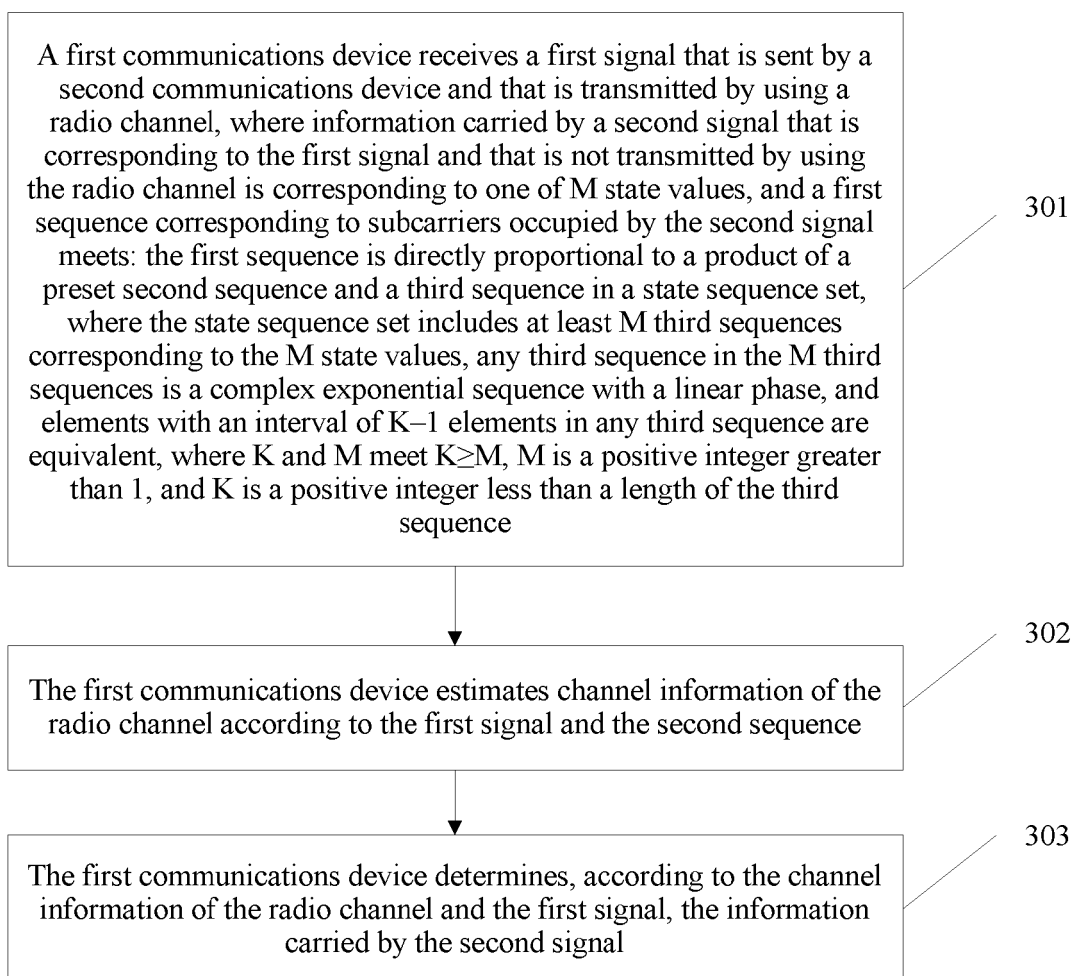 A first communications device receives a first signal that is sent by a
second communications device and that is transmitted by using a
radio channel, where information carried by a second signal that is
corresponding to the first signal and that is not transmitted by using
the radio channel is corresponding to one of M state values, and a first
sequence corresponding to subcarriers occupied by the second signal
meets: the first sequence is directly proportional to a product of a
preset second sequence and a third sequence in a state sequence set,
where the state sequence set includes at least M third sequences
corresponding to the M state values, any third sequence in the M third
sequences is a complex exponential sequence with a linear phase, and
elements with an interval of K−1 elements in any third sequence are
equivalent, where K and M meet K≥M, M is a positive integer greater
than 1, and K is a positive integer less than a length of the third
sequence
301
The first communications device estimates channel information of the
radio channel according to the first signal and the second sequence
302
The first communications device determines, according to the channel
information of the radio channel and the first signal, the information
carried by the second signal
303